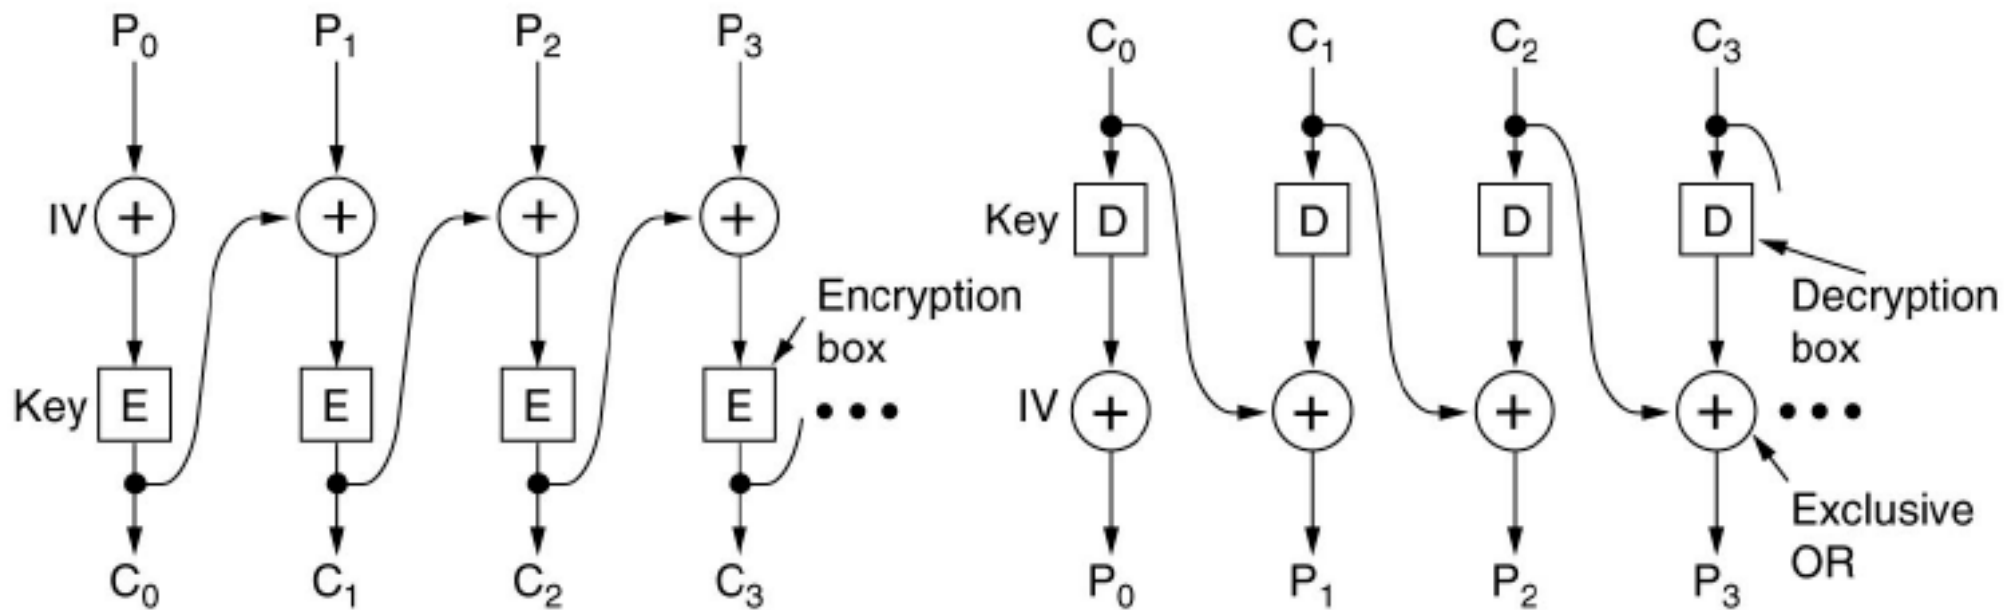 P0 P1 P2 P3
IV + + + +
Encryption
box
Key E E E E
C0 C1 C2 C3
C0 C1 C2 C3
Key D D D D
Decryption
box
IV + + + +
Exclusive
OR
P0 P1 P2 P3